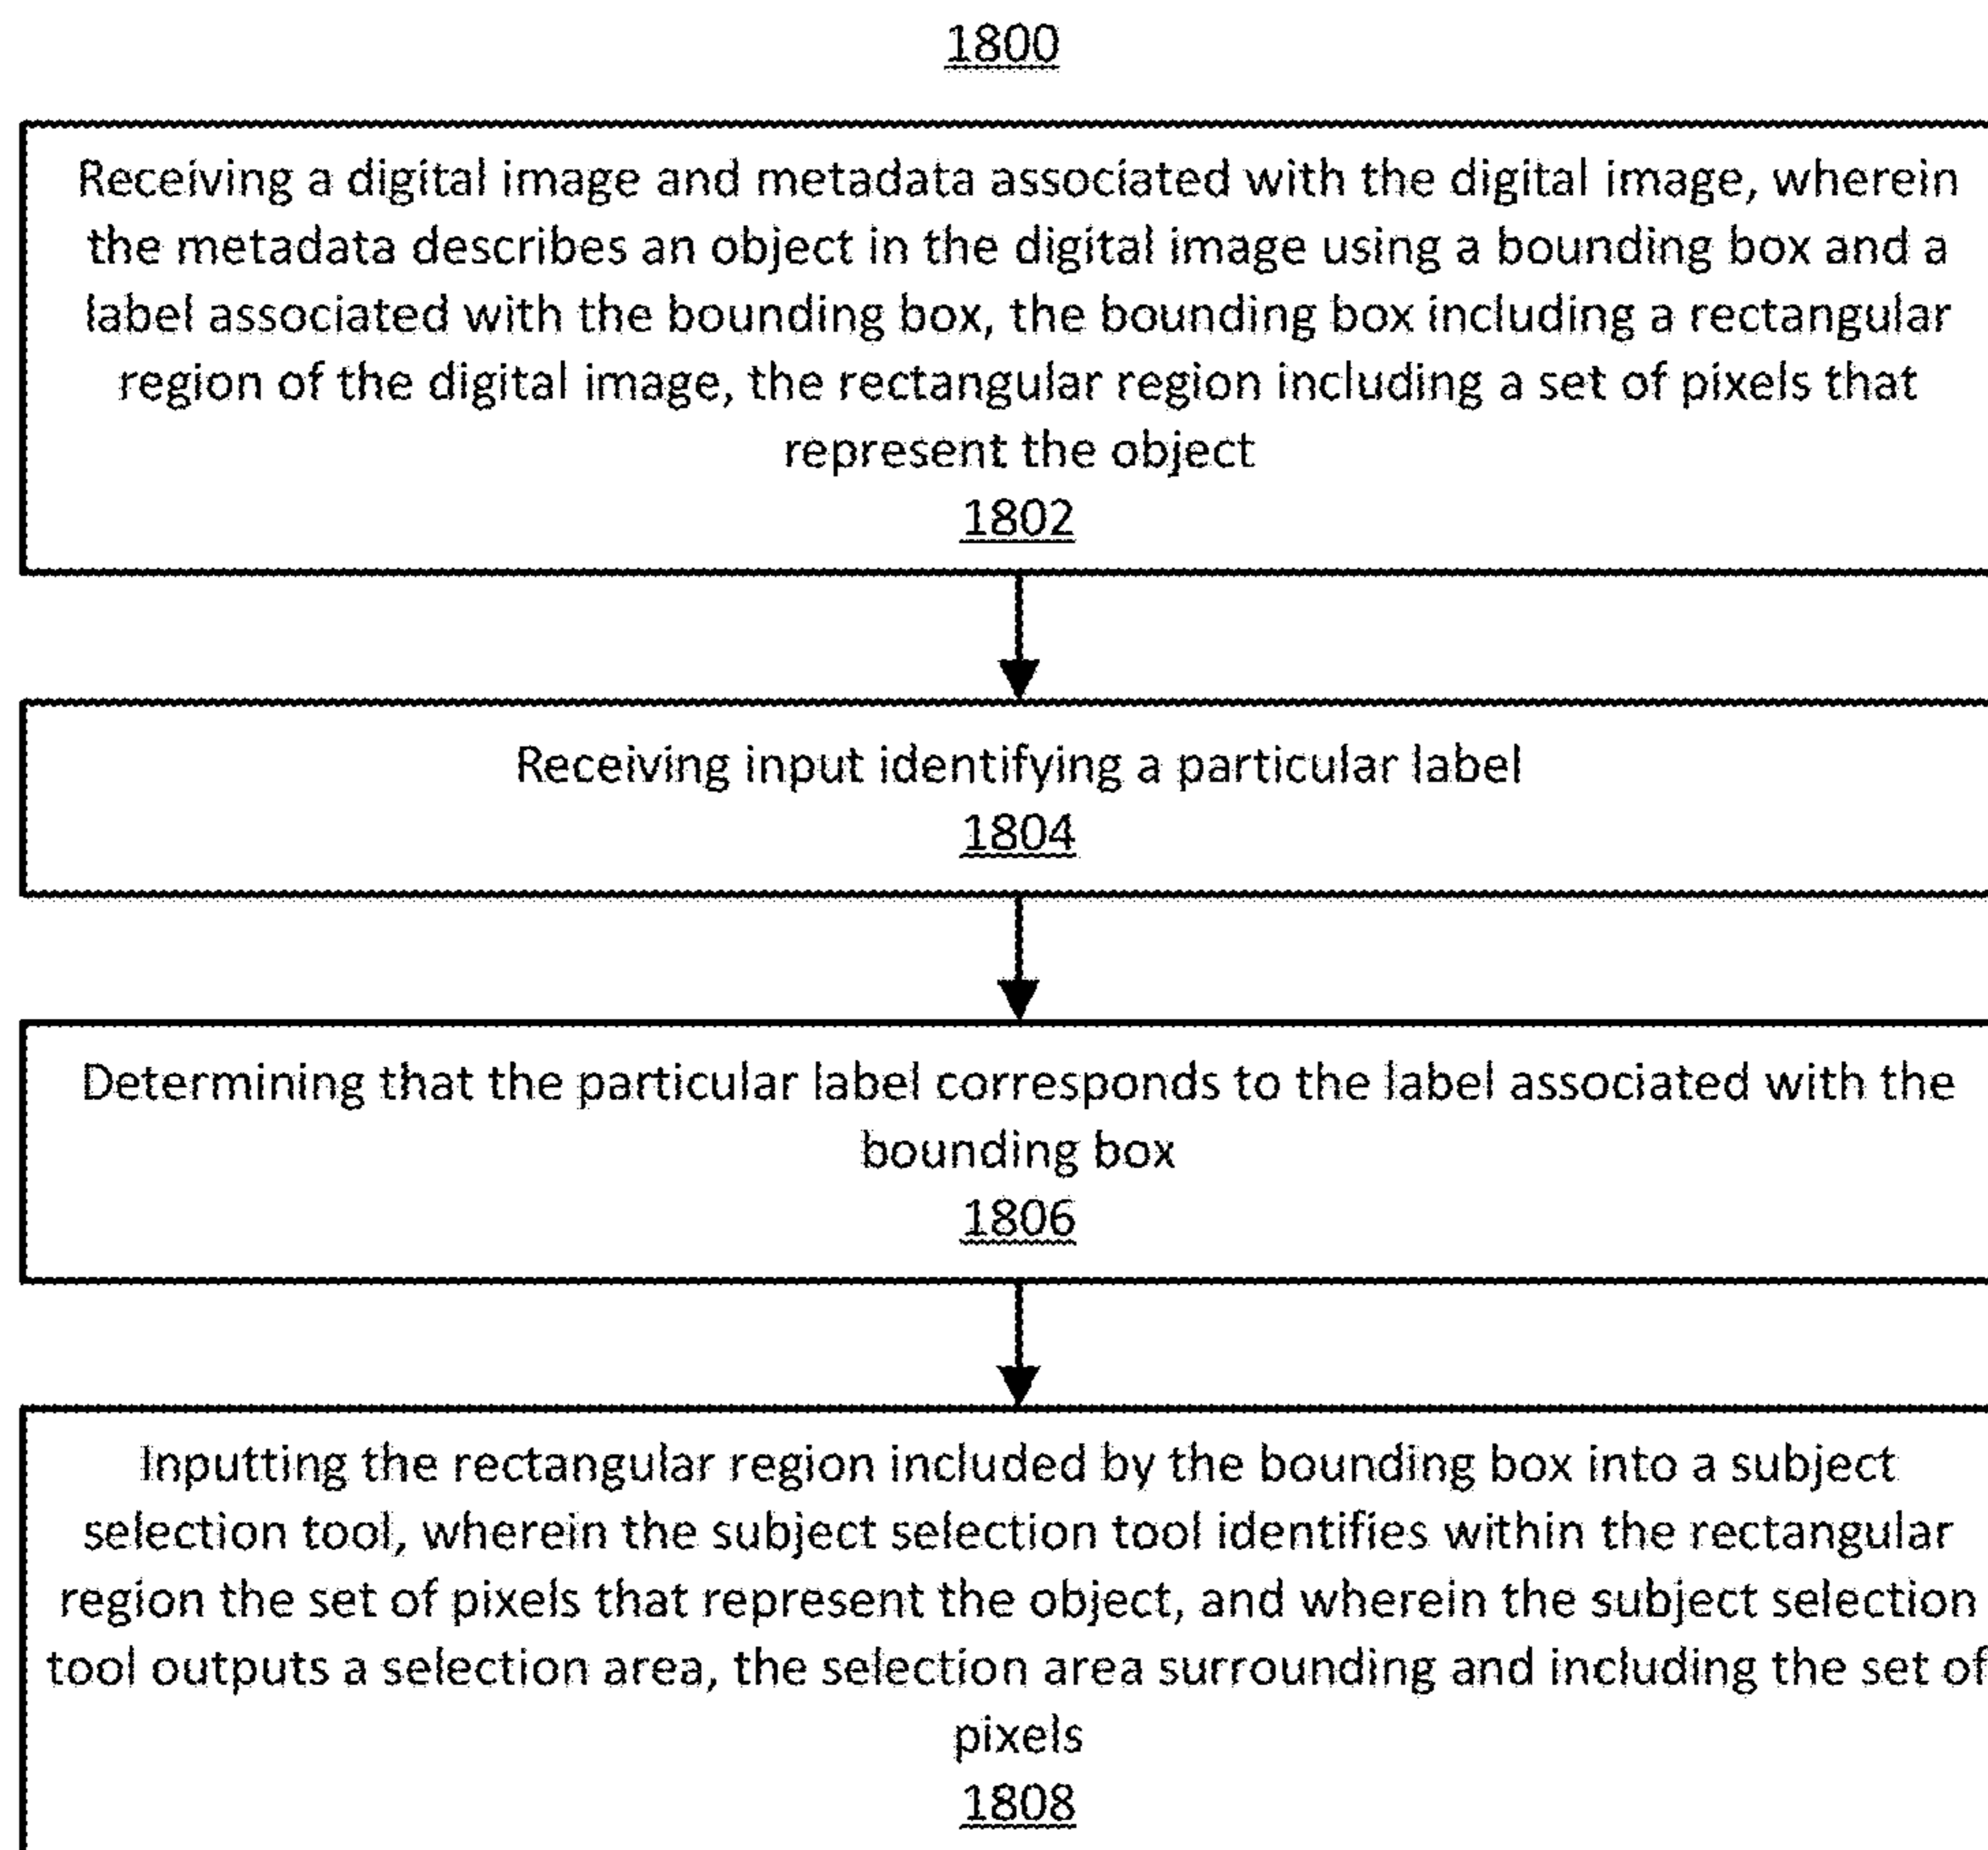 1800
Receiving a digital image and metadata associated with the digital image, wherein
the metadata describes an object in the digital image using a bounding box and a
label associated with the bounding box, the bounding box including a rectangular
region of the digital image, the rectangular region including a set of pixels that
represent the object
1802
Receiving input identifying a particular label
1804
Determining that the particular label corresponds to the label associated with the
bounding box
1806
Inputting the rectangular region included by the bounding box into a subject
selection tool, wherein the subject selection tool identifies within the rectangular
region the set of pixels that represent the object, and wherein the subject selection
tool outputs a selection area, the selection area surrounding and including the set of
pixels
1808